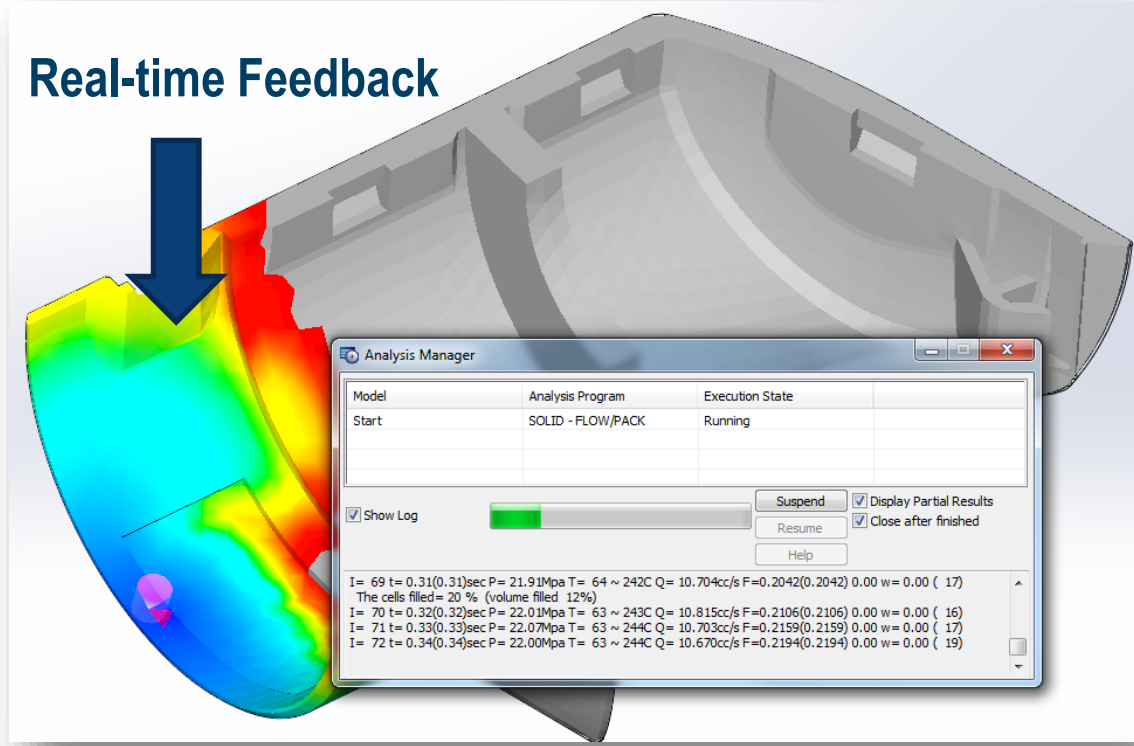 Real-time Feedback
Analysis Manager
Model Analysis Program Execution State
Start SOLID - FLOW/PACK Running
Show Log
Suspend
Resume
Help
Display Partial Results
Close after finished
I= 69 t= 0.31(0.31)sec P= 21.91Mpa T= 64 ~ 242C Q= 10.704cc/s F=0.2042(0.2042) 0.00 w= 0.00 ( 17)
The cells filled= 20 % (volume filled 12%)
I= 70 t= 0.32(0.32)sec P= 22.01Mpa T= 63 ~ 243C Q= 10.815cc/s F=0.2106(0.2106) 0.00 w= 0.00 ( 16)
I= 71 t= 0.33(0.33)sec P= 22.07Mpa T= 63 ~ 244C Q= 10.703cc/s F=0.2159(0.2159) 0.00 w= 0.00 ( 17)
I= 72 t= 0.34(0.34)sec P= 22.00Mpa T= 63 ~ 244C Q= 10.670cc/s F=0.2194(0.2194) 0.00 w= 0.00 ( 19)